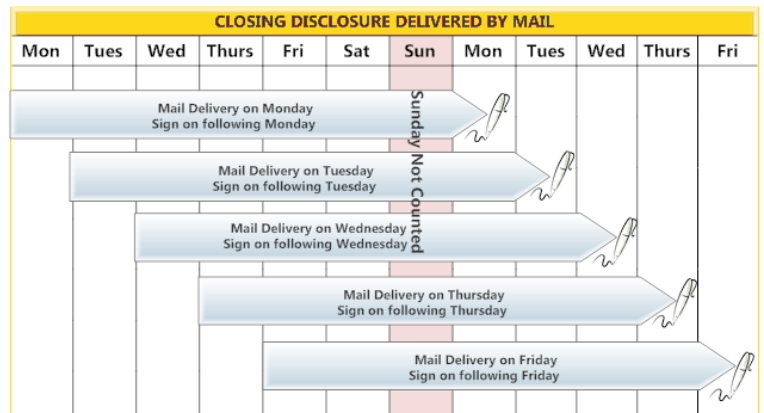 CLOSING DISCLOSURE DELIVERED BY MAIL
Mon Tues Wed Thurs Fri Sat Sun Mon Tues Wed Thurs Fri
Sunday Not Counted
Mail Delivery on Monday
Sign on following Monday
Mail Delivery on Tuesday
Sign on following Tuesday
Mail Delivery on Wednesday
Sign on following Wednesday
Mail Delivery on Thursday
Sign on following Thursday
Mail Delivery on Friday
Sign on following Friday